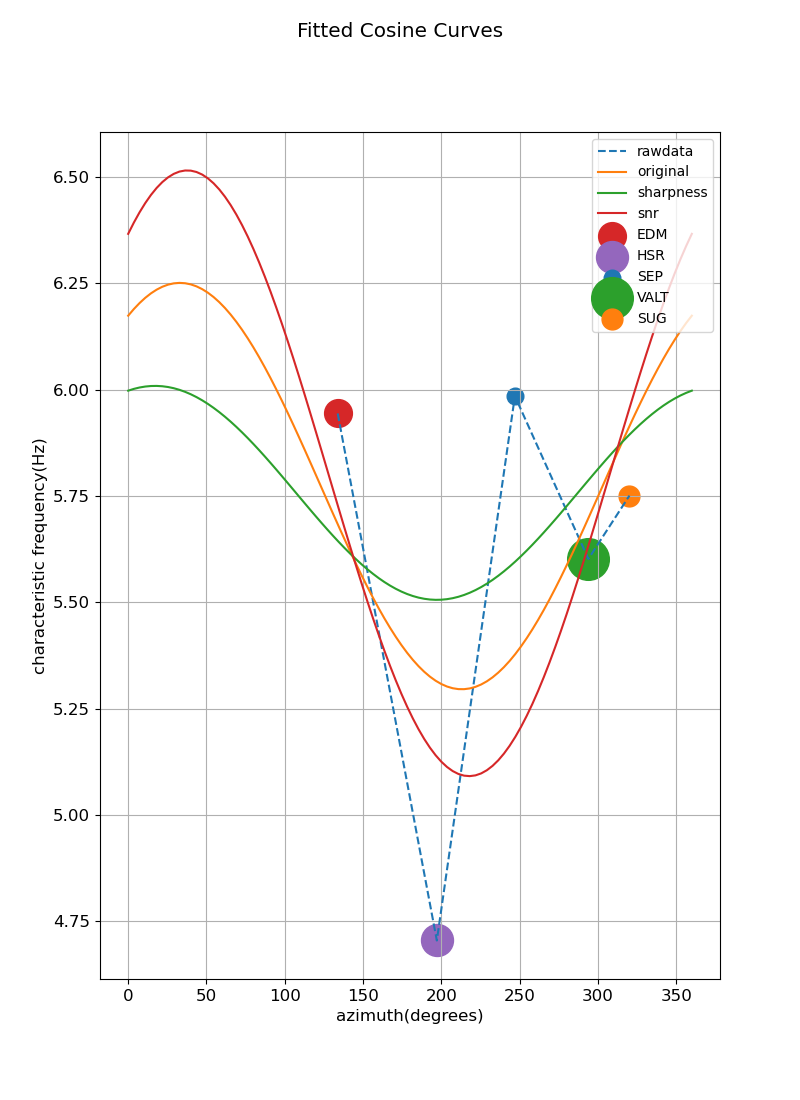 Fitted Cosine Curves
rawdata
original
sharpness
snr
EDM
HSR
SEP
VALT
SUG
6.50
6.25
6.00
5.75
5.50
5.25
5.00
4.75
characteristic frequency(Hz)
0 50 100 150 200 250 300 350
azimuth(degrees)